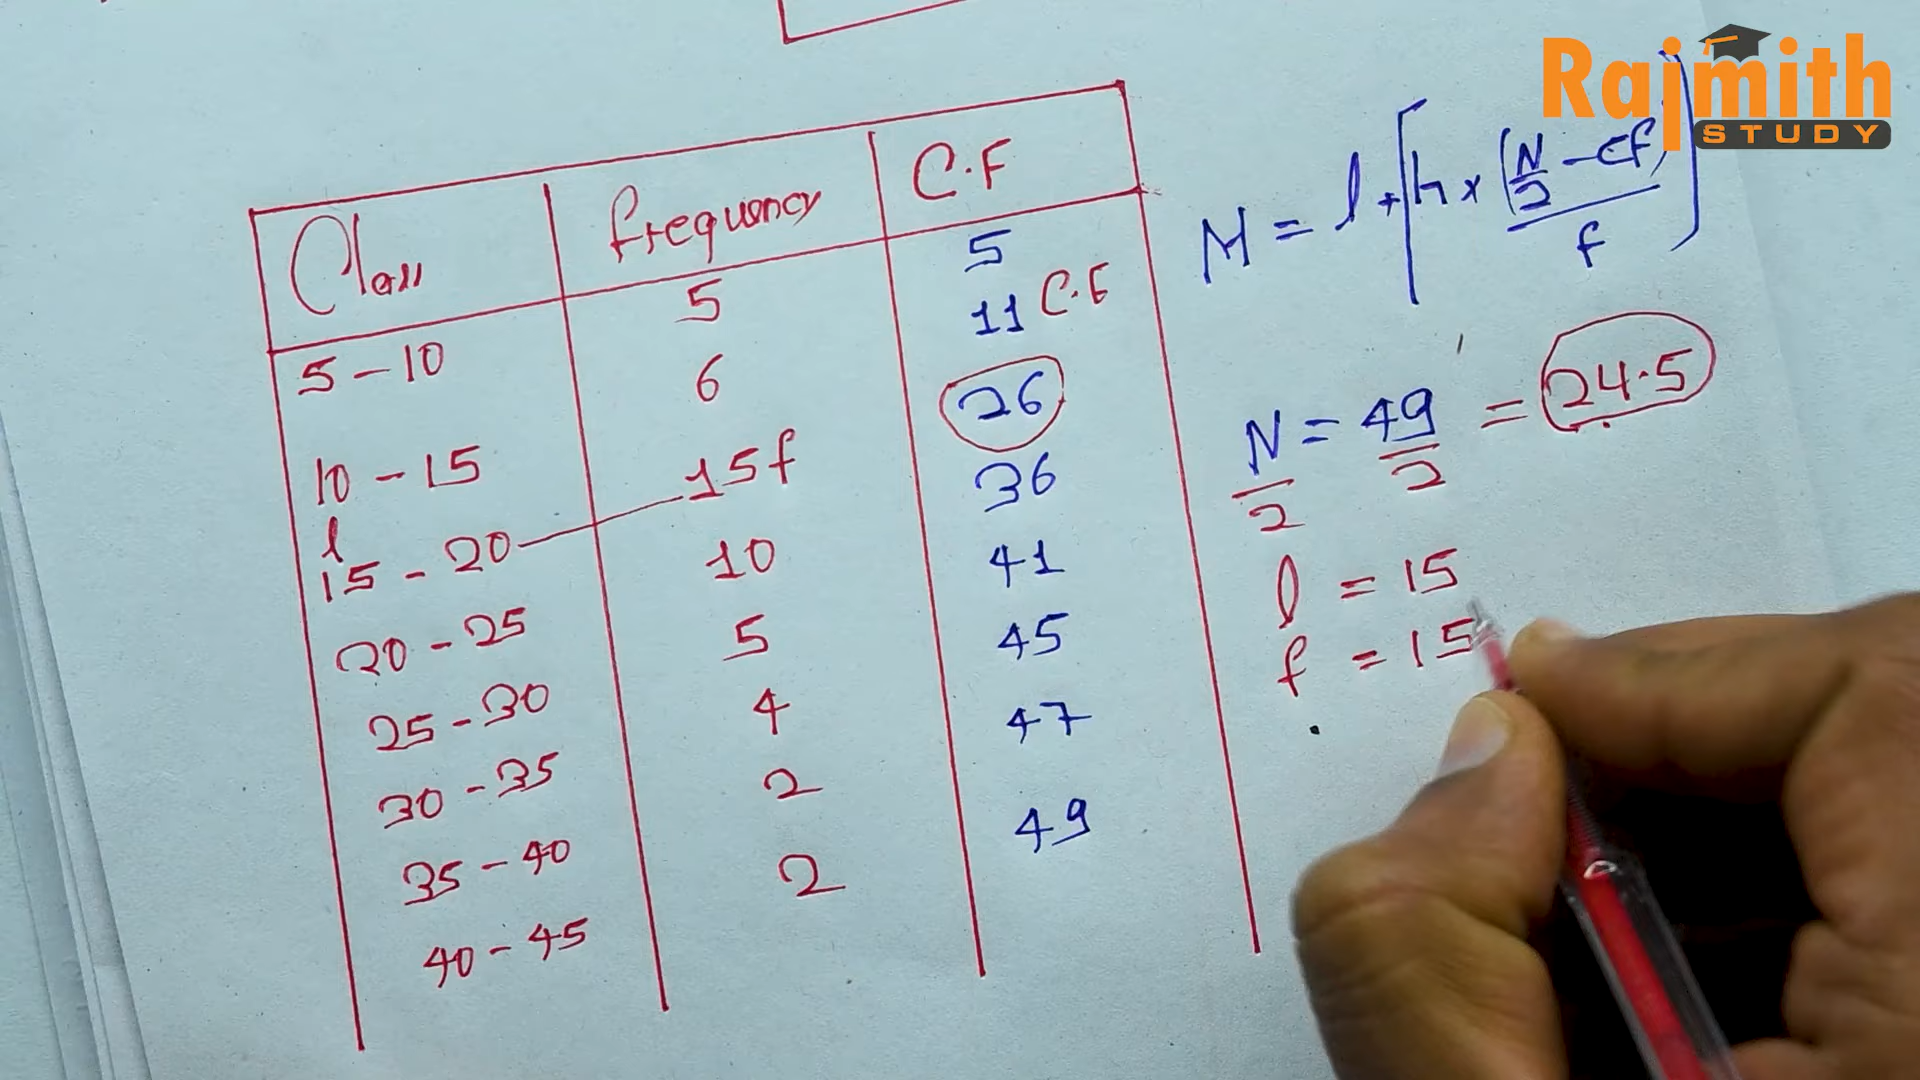 Rajmith
STUDY
Class frequency C.F
5-10 5 5
10-15 6 11 C.F
l
15-20 15 f 26
20-25 10 36
25-30 5 41
30-35 4 45
35-40 2 47
40-45 2 49
M = l + [h × (N/2 - cf) / f]
N/2 = 49/2 = 24.5
l = 15
f = 15